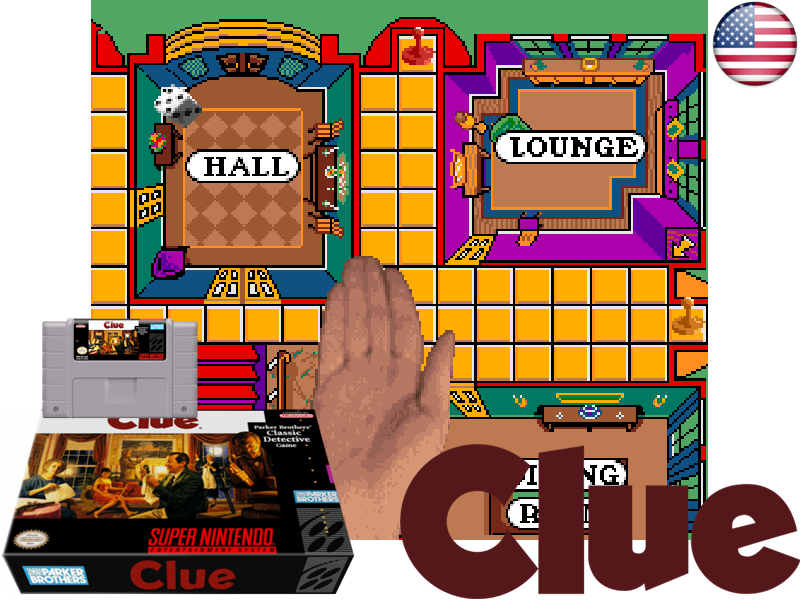 HALL
LOUNGE
Clue
Clue
Parker Brothers'
Classic
Detective
Game
PARKER
BROTHERS
SUPER NINTENDO
ENTERTAINMENT SYSTEM
PARKER
BROTHERS
Clue
Clue